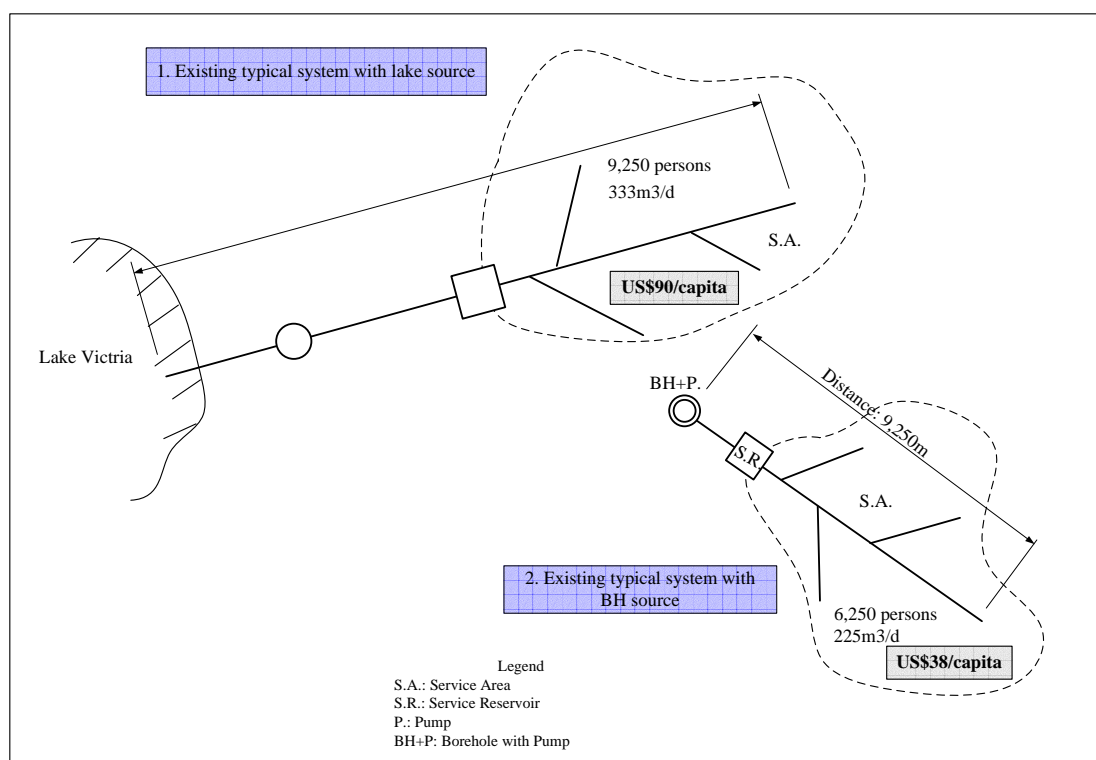 1. Existing typical system with lake source
9,250 persons
333m3/d
S.A.
US$90/capita
Lake Victria
BH+P.
Distance: 9,250m
S.R.
S.A.
2. Existing typical system with
BH source
6,250 persons
225m3/d
US$38/capita
Legend
S.A.: Service Area
S.R.: Service Reservoir
P.: Pump
BH+P: Borehole with Pump